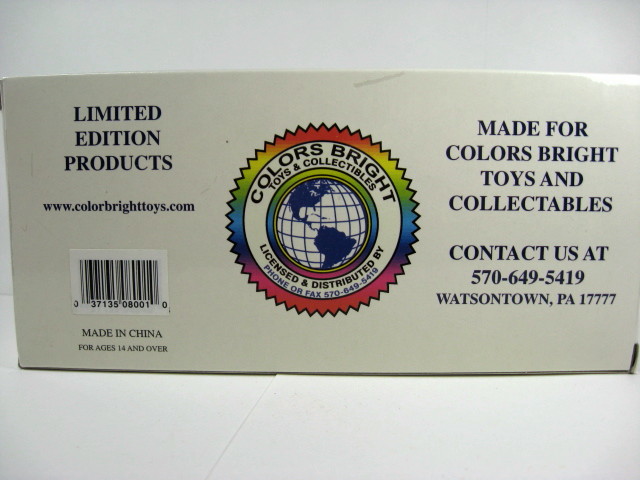 LIMITED
EDITION
PRODUCTS
www.colorbrighttoys.com
0 37135 08001 0
MADE IN CHINA
FOR AGES 14 AND OVER
COLORS BRIGHT
TOYS & COLLECTIBLES
LICENSED & DISTRIBUTED BY
PHONE OR FAX 570-649-5419
MADE FOR
COLORS BRIGHT
TOYS AND
COLLECTABLES
CONTACT US AT
570-649-5419
WATSONTOWN, PA 17777